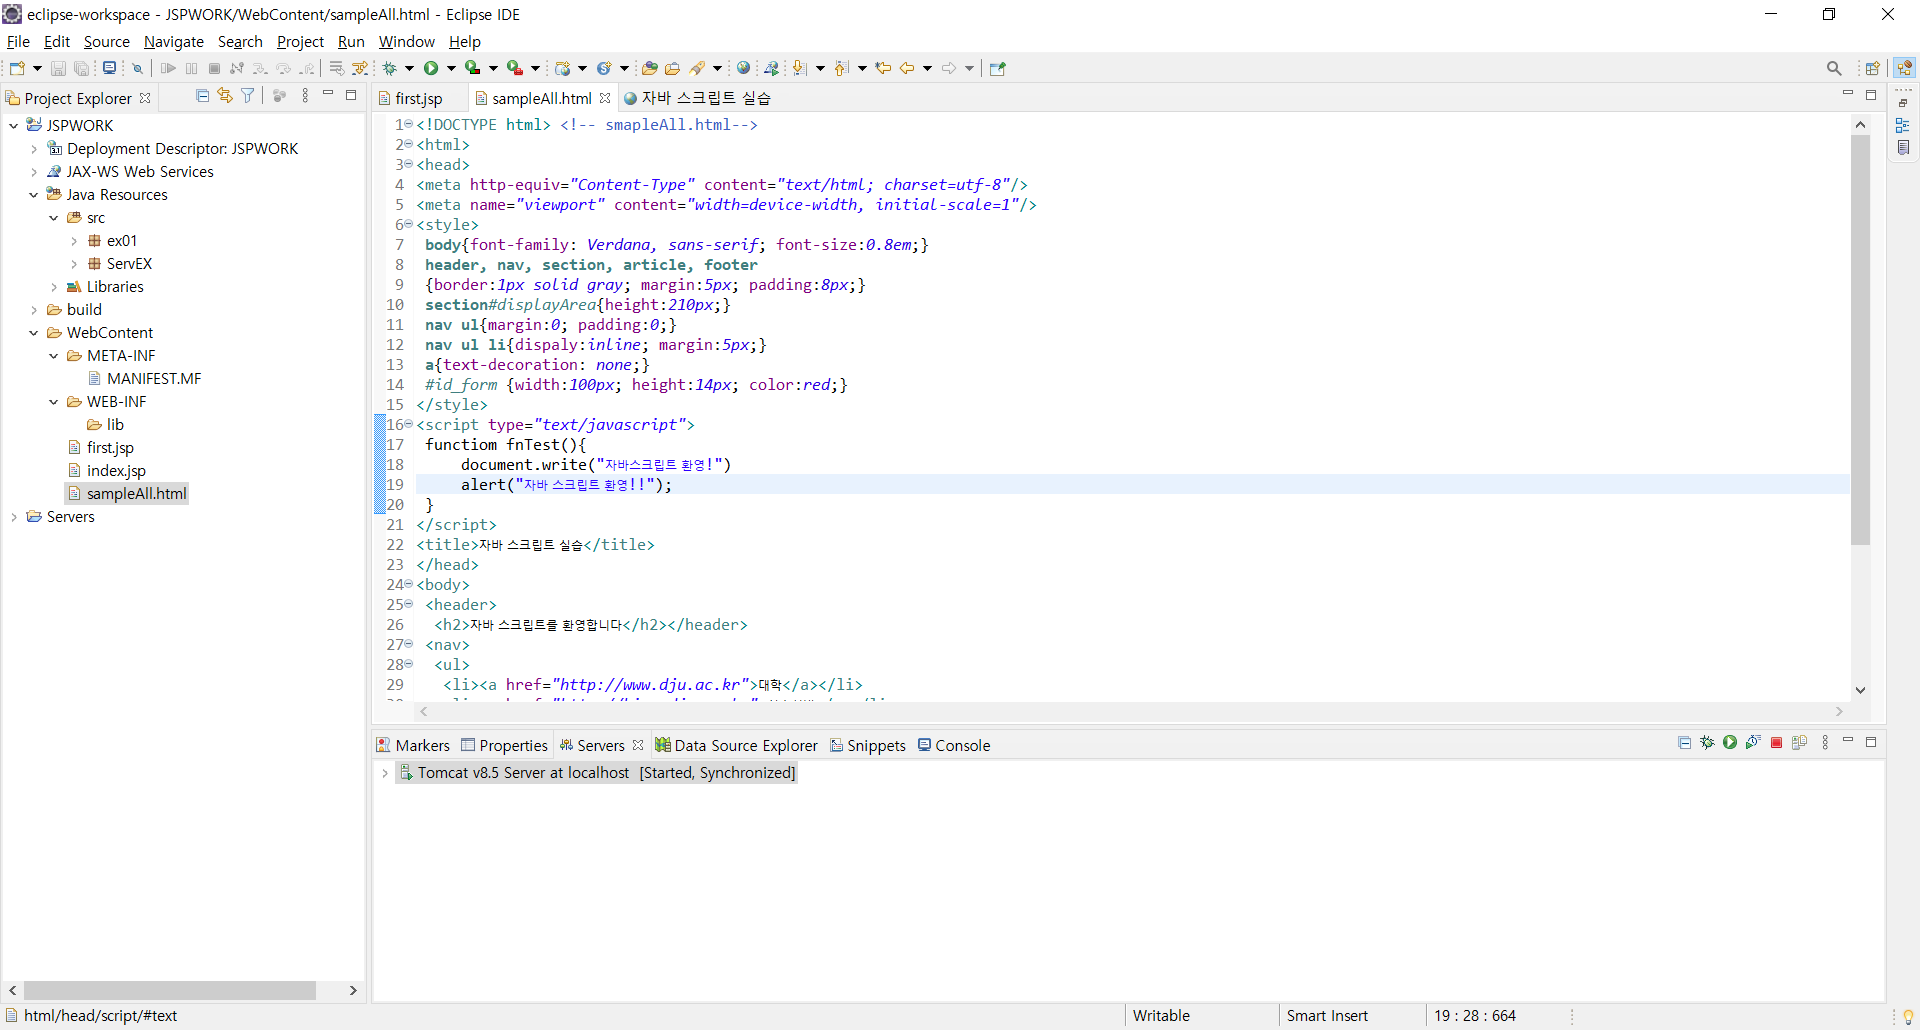 eclipse-workspace - JSPWORK/WebContent/sampleAll.html - Eclipse IDE
File Edit Source Navigate Search Project Run Window Help
Project Explorer
JSPWORK
Deployment Descriptor: JSPWORK
JAX-WS Web Services
Java Resources
src
ex01
ServEX
Libraries
build
WebContent
META-INF
MANIFEST.MF
WEB-INF
lib
first.jsp
index.jsp
sampleAll.html
Servers
first.jsp sampleAll.html 자바 스크립트 실습
1 <!DOCTYPE html> <!-- smapleAll.html-->
2 <html>
3 <head>
4 <meta http-equiv="Content-Type" content="text/html; charset=utf-8"/>
5 <meta name="viewport" content="width=device-width, initial-scale=1"/>
6 <style>
7 body{font-family: Verdana, sans-serif; font-size:0.8em;}
8 header, nav, section, article, footer
9 {border:1px solid gray; margin:5px; padding:8px;}
10 section#displayArea{height:210px;}
11 nav ul{margin:0; padding:0;}
12 nav ul li{dispaly:inline; margin:5px;}
13 a{text-decoration: none;}
14 #id_form {width:100px; height:14px; color:red;}
15 </style>
16 <script type="text/javascript">
17 functiom fnTest(){
18 document.write("자바스크립트 환영!")
19 alert("자바 스크립트 환영!!");
20 }
21 </script>
22 <title>자바 스크립트 실습</title>
23 </head>
24 <body>
25 <header>
26 <h2>자바 스크립트를 환영합니다</h2></header>
27 <nav>
28 <ul>
29 <li><a href="http://www.dju.ac.kr">대학</a></li>
Markers Properties Servers Data Source Explorer Snippets Console
Tomcat v8.5 Server at localhost [Started, Synchronized]
html/head/script/#text Writable Smart Insert 19 : 28 : 664